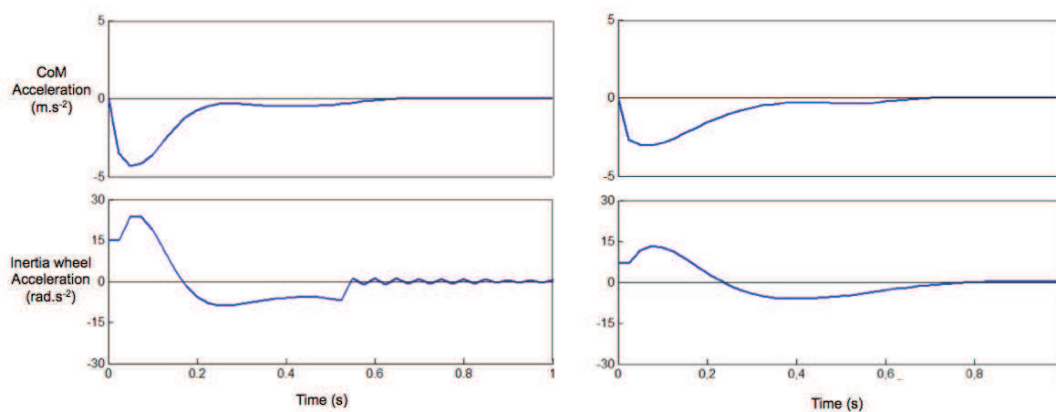 5
CoM
Acceleration
(m.s-2)
0
-5
5
0
-5
30
15
Inertia wheel
Acceleration
(rad.s-2)
0
-15
-30
0 0.2 0.4 0.6 0.8 1
Time (s)
30
15
0
-15
-30
0 0,2 0,4 0,6 0,8
Time (s)